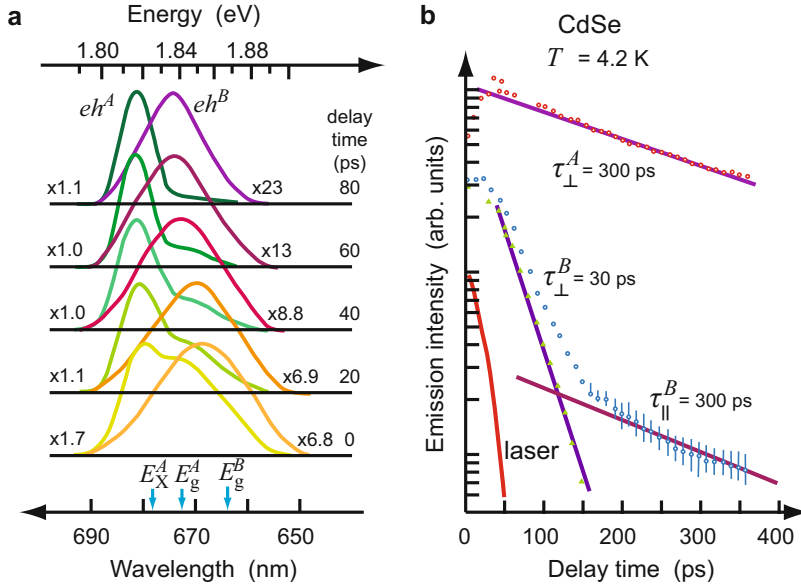 a
Energy (eV)
1.80 1.84 1.88
eh^A eh^B
delay
time
(ps)
x1.1 x23 80
x1.0 x13 60
x1.0 x8.8 40
x1.1 x6.9 20
x1.7 x6.8 0
E_X^A E_g^A E_g^B
690 670 650
Wavelength (nm)
b
CdSe
T = 4.2 K
Emission intensity (arb. units)
τ_⊥^A = 300 ps
τ_⊥^B = 30 ps
τ_∥^B = 300 ps
laser
0 100 200 300 400
Delay time (ps)